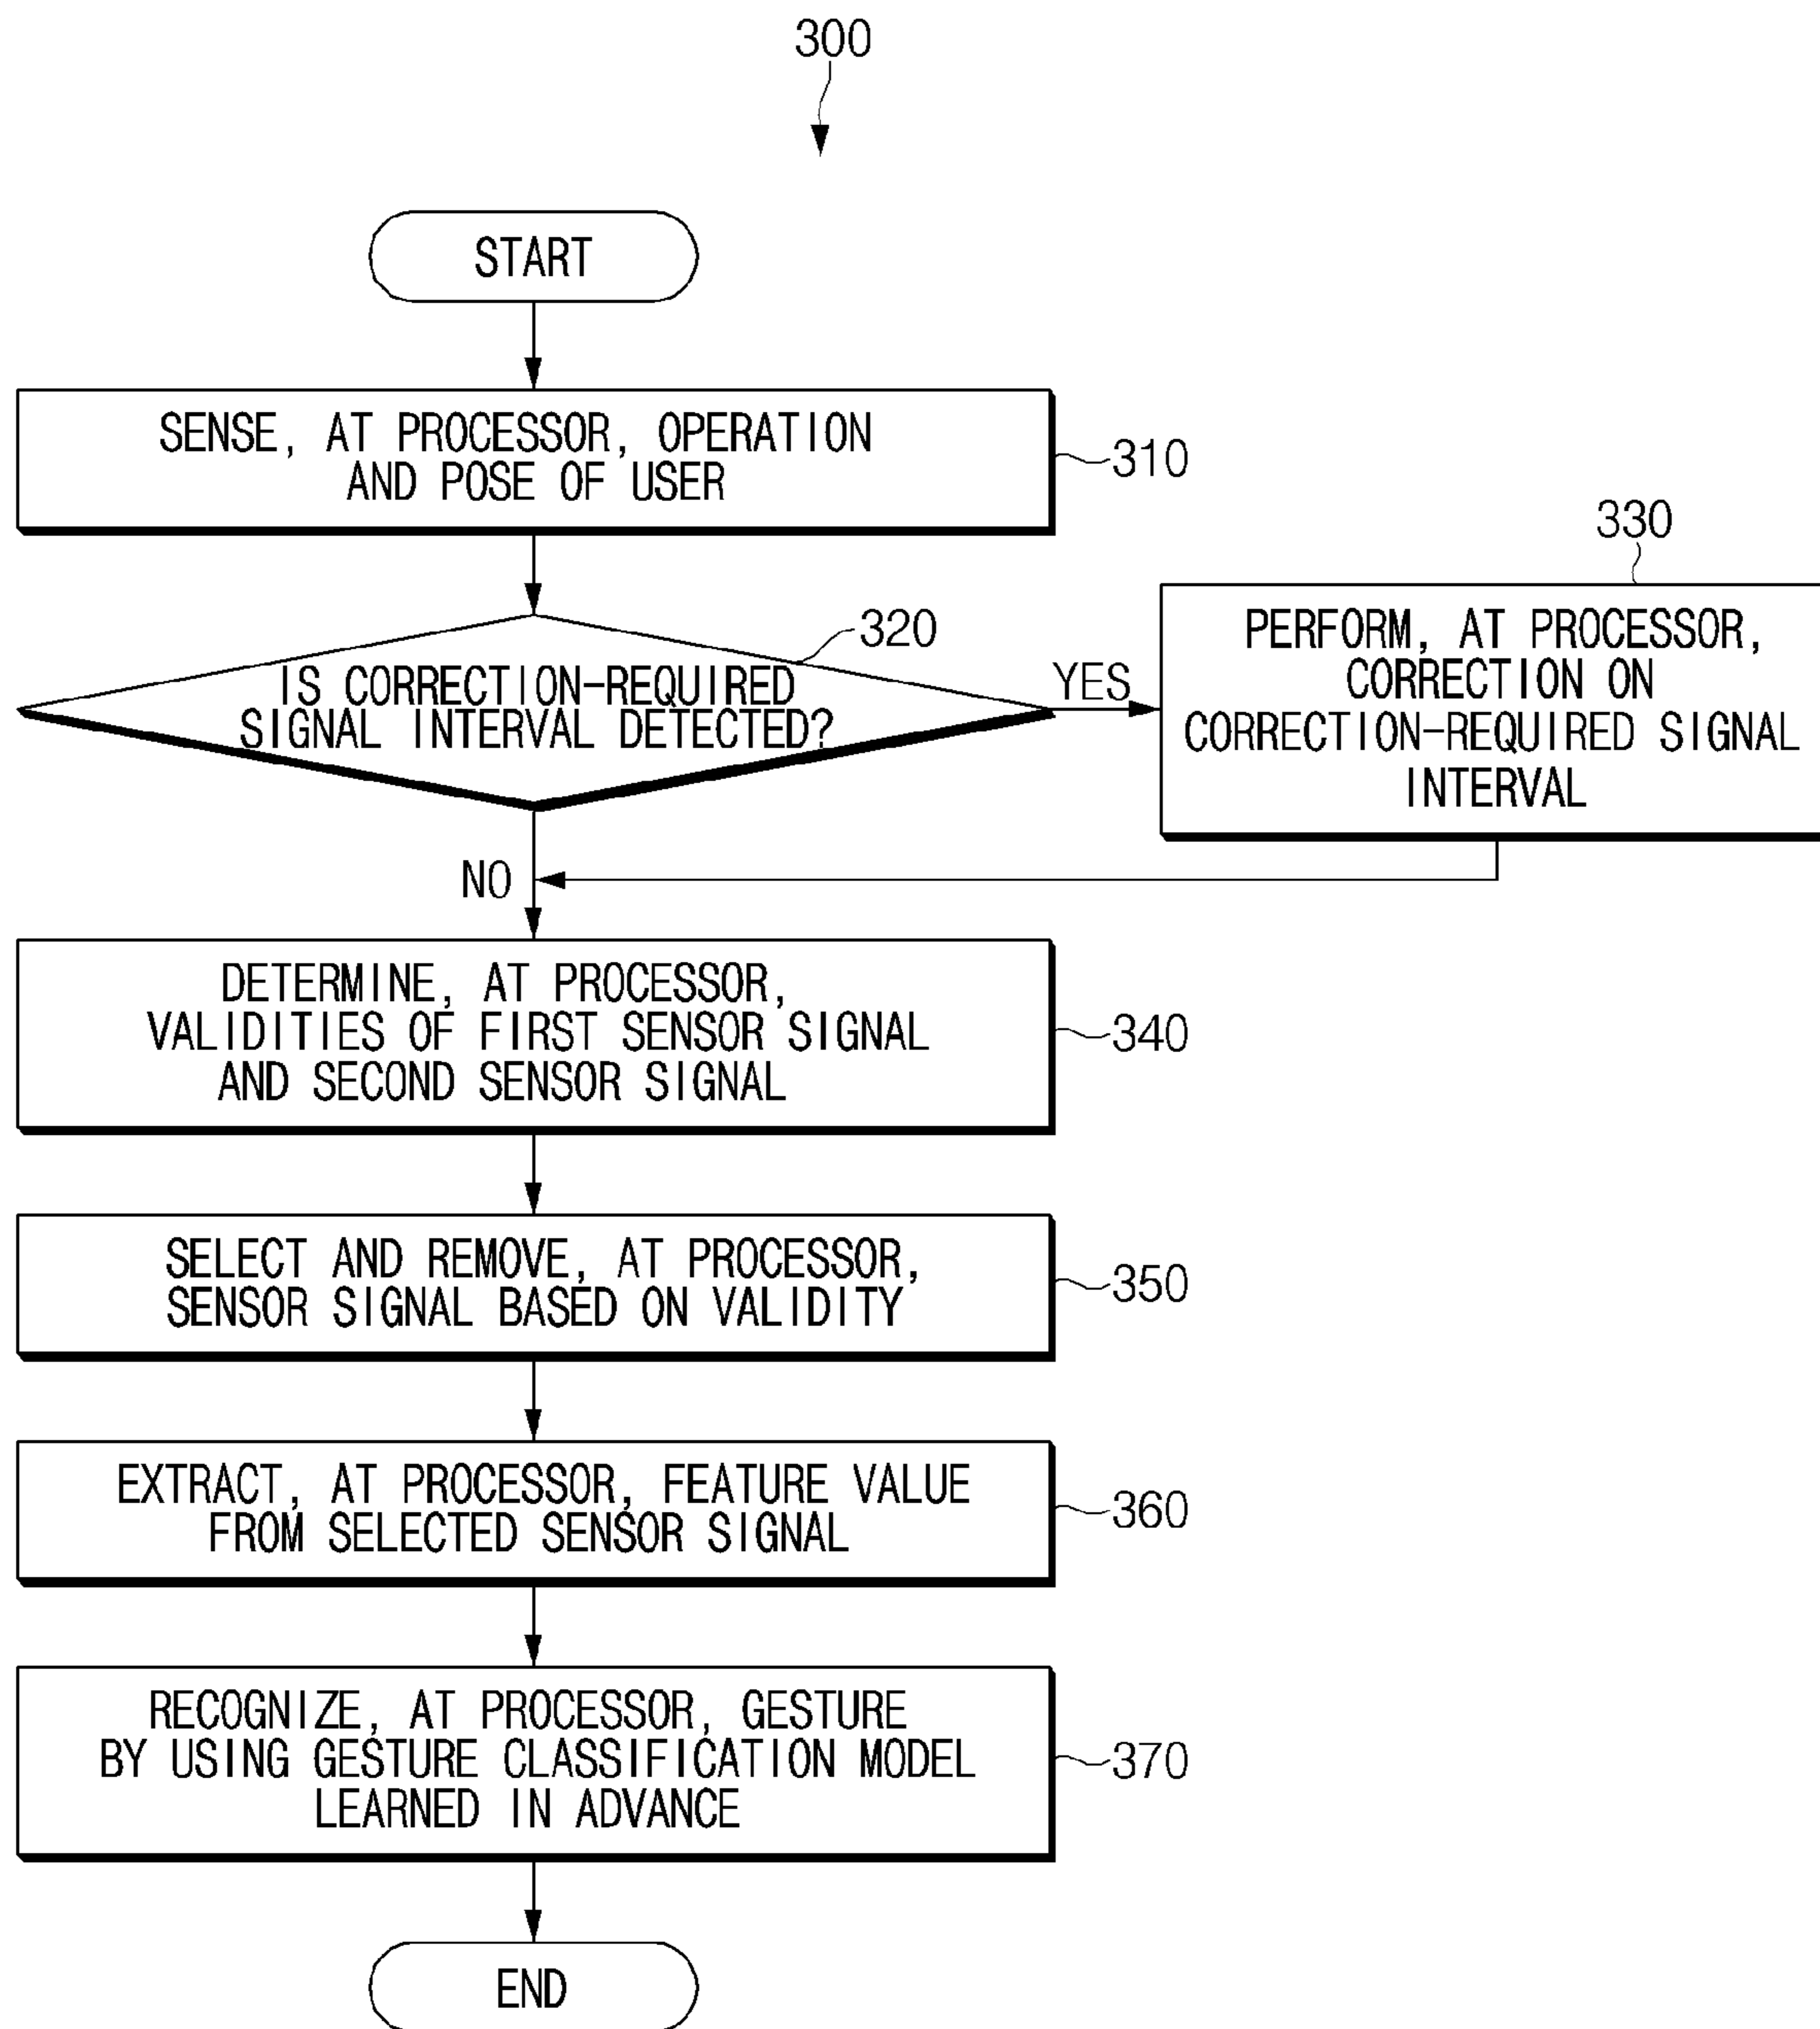 300
START
SENSE, AT PROCESSOR, OPERATION
AND POSE OF USER
310
330
320
IS CORRECTION-REQUIRED
SIGNAL INTERVAL DETECTED?
YES
PERFORM, AT PROCESSOR,
CORRECTION ON
CORRECTION-REQUIRED SIGNAL
INTERVAL
NO
DETERMINE, AT PROCESSOR,
VALIDITIES OF FIRST SENSOR SIGNAL
AND SECOND SENSOR SIGNAL
340
SELECT AND REMOVE, AT PROCESSOR,
SENSOR SIGNAL BASED ON VALIDITY
350
EXTRACT, AT PROCESSOR, FEATURE VALUE
FROM SELECTED SENSOR SIGNAL
360
RECOGNIZE, AT PROCESSOR, GESTURE
BY USING GESTURE CLASSIFICATION MODEL
LEARNED IN ADVANCE
370
END